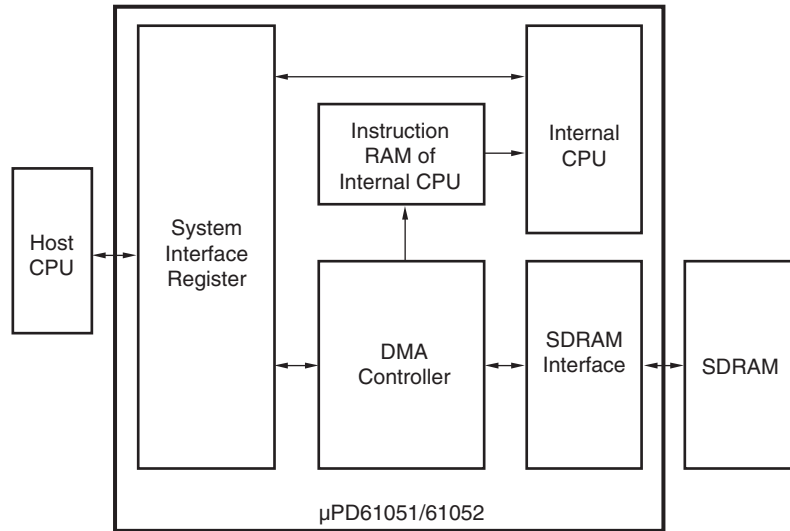 Host
CPU
System
Interface
Register
Instruction
RAM of
Internal CPU
Internal
CPU
DMA
Controller
SDRAM
Interface
SDRAM
µPD61051/61052